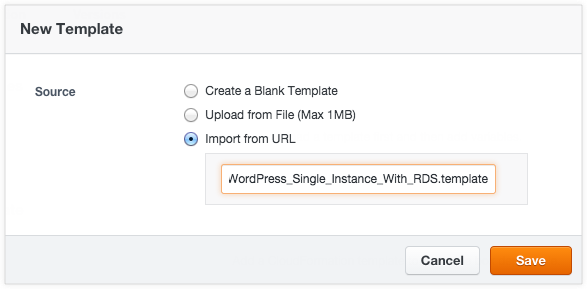 New Template
Source
Create a Blank Template
Upload from File (Max 1MB)
Import from URL
WordPress_Single_Instance_With_RDS.template
Cancel
Save